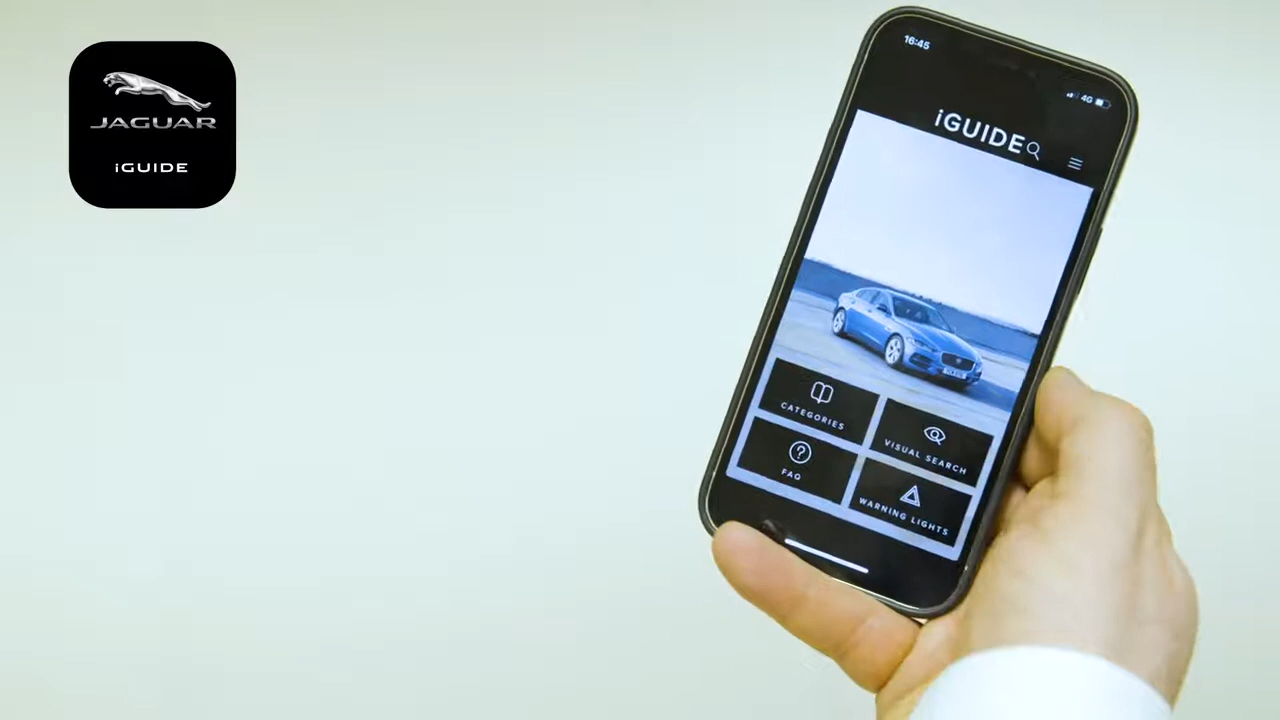 JAGUAR
iGUIDE
16:45
4G
iGUIDE
CATEGORIES
VISUAL SEARCH
FAQ
WARNING LIGHTS